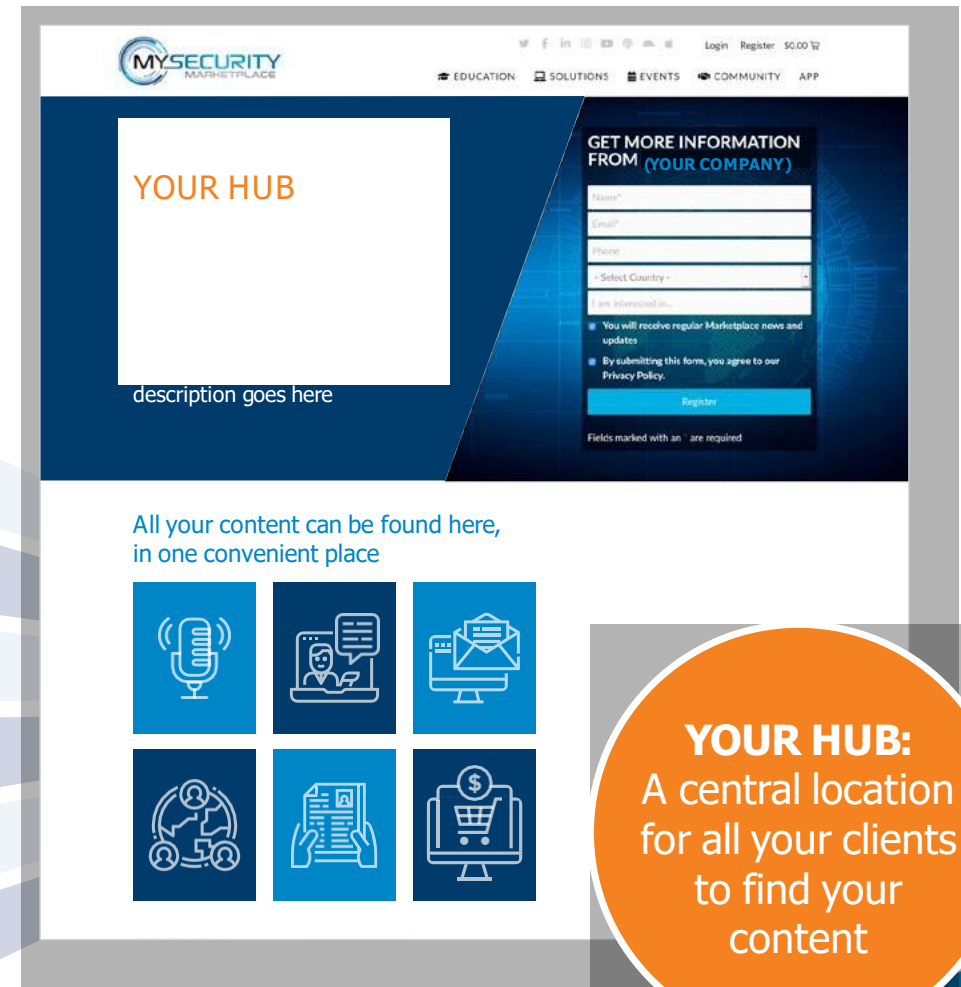 MYSECURITY
MARKETPLACE
Login Register $0.00
EDUCATION SOLUTIONS EVENTS COMMUNITY APP
YOUR HUB
description goes here
GET MORE INFORMATION
FROM (YOUR COMPANY)
Name*
Email*
Phone
- Select Country -
I are interested in...
You will receive regular Marketplace news and
updates
By submitting this form, you agree to our
Privacy Policy.
Register
Fields marked with an * are required
All your content can be found here,
in one convenient place
$
YOUR HUB:
A central location
for all your clients
to find your
content